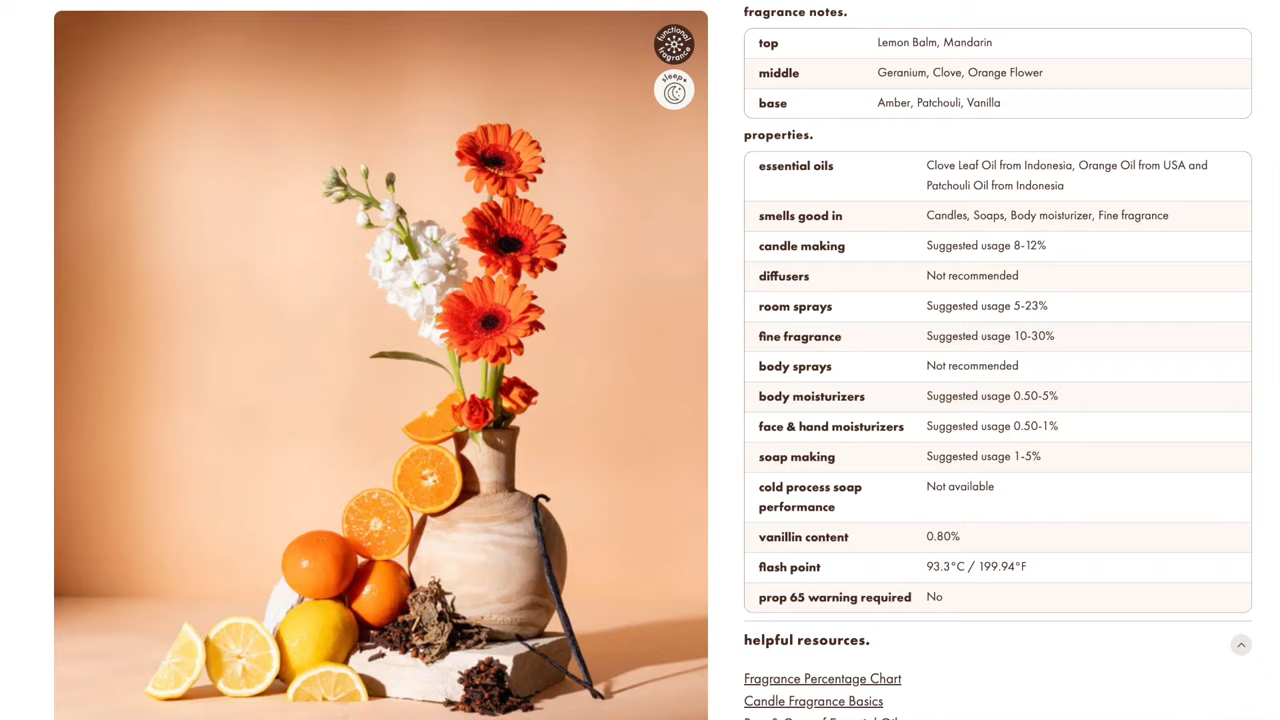 functional
fragrance
sleep+
fragrance notes.
top Lemon Balm, Mandarin
middle Geranium, Clove, Orange Flower
base Amber, Patchouli, Vanilla
properties.
essential oils Clove Leaf Oil from Indonesia, Orange Oil from USA and
Patchouli Oil from Indonesia
smells good in Candles, Soaps, Body moisturizer, Fine fragrance
candle making Suggested usage 8-12%
diffusers Not recommended
room sprays Suggested usage 5-23%
fine fragrance Suggested usage 10-30%
body sprays Not recommended
body moisturizers Suggested usage 0.50-5%
face & hand moisturizers Suggested usage 0.50-1%
soap making Suggested usage 1-5%
cold process soap Not available
performance
vanillin content 0.80%
flash point 93.3°C / 199.94°F
prop 65 warning required No
helpful resources.
Fragrance Percentage Chart
Candle Fragrance Basics